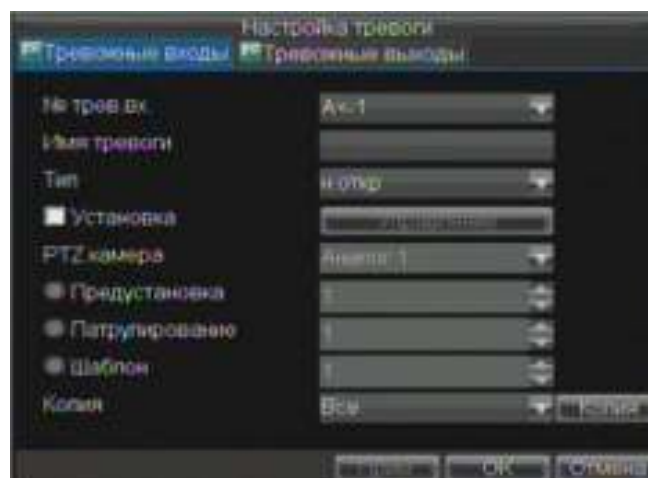 Настройка тревоги
Тревожные входы Тревожные выходы
№ трев.вх. A<-1
Имя тревоги
Тип н.откр
Установка
PTZ камера Аналог 1
Предустановка 1
Патрулирование 1
Шаблон 1
Копия Все Копия
OK Отмена